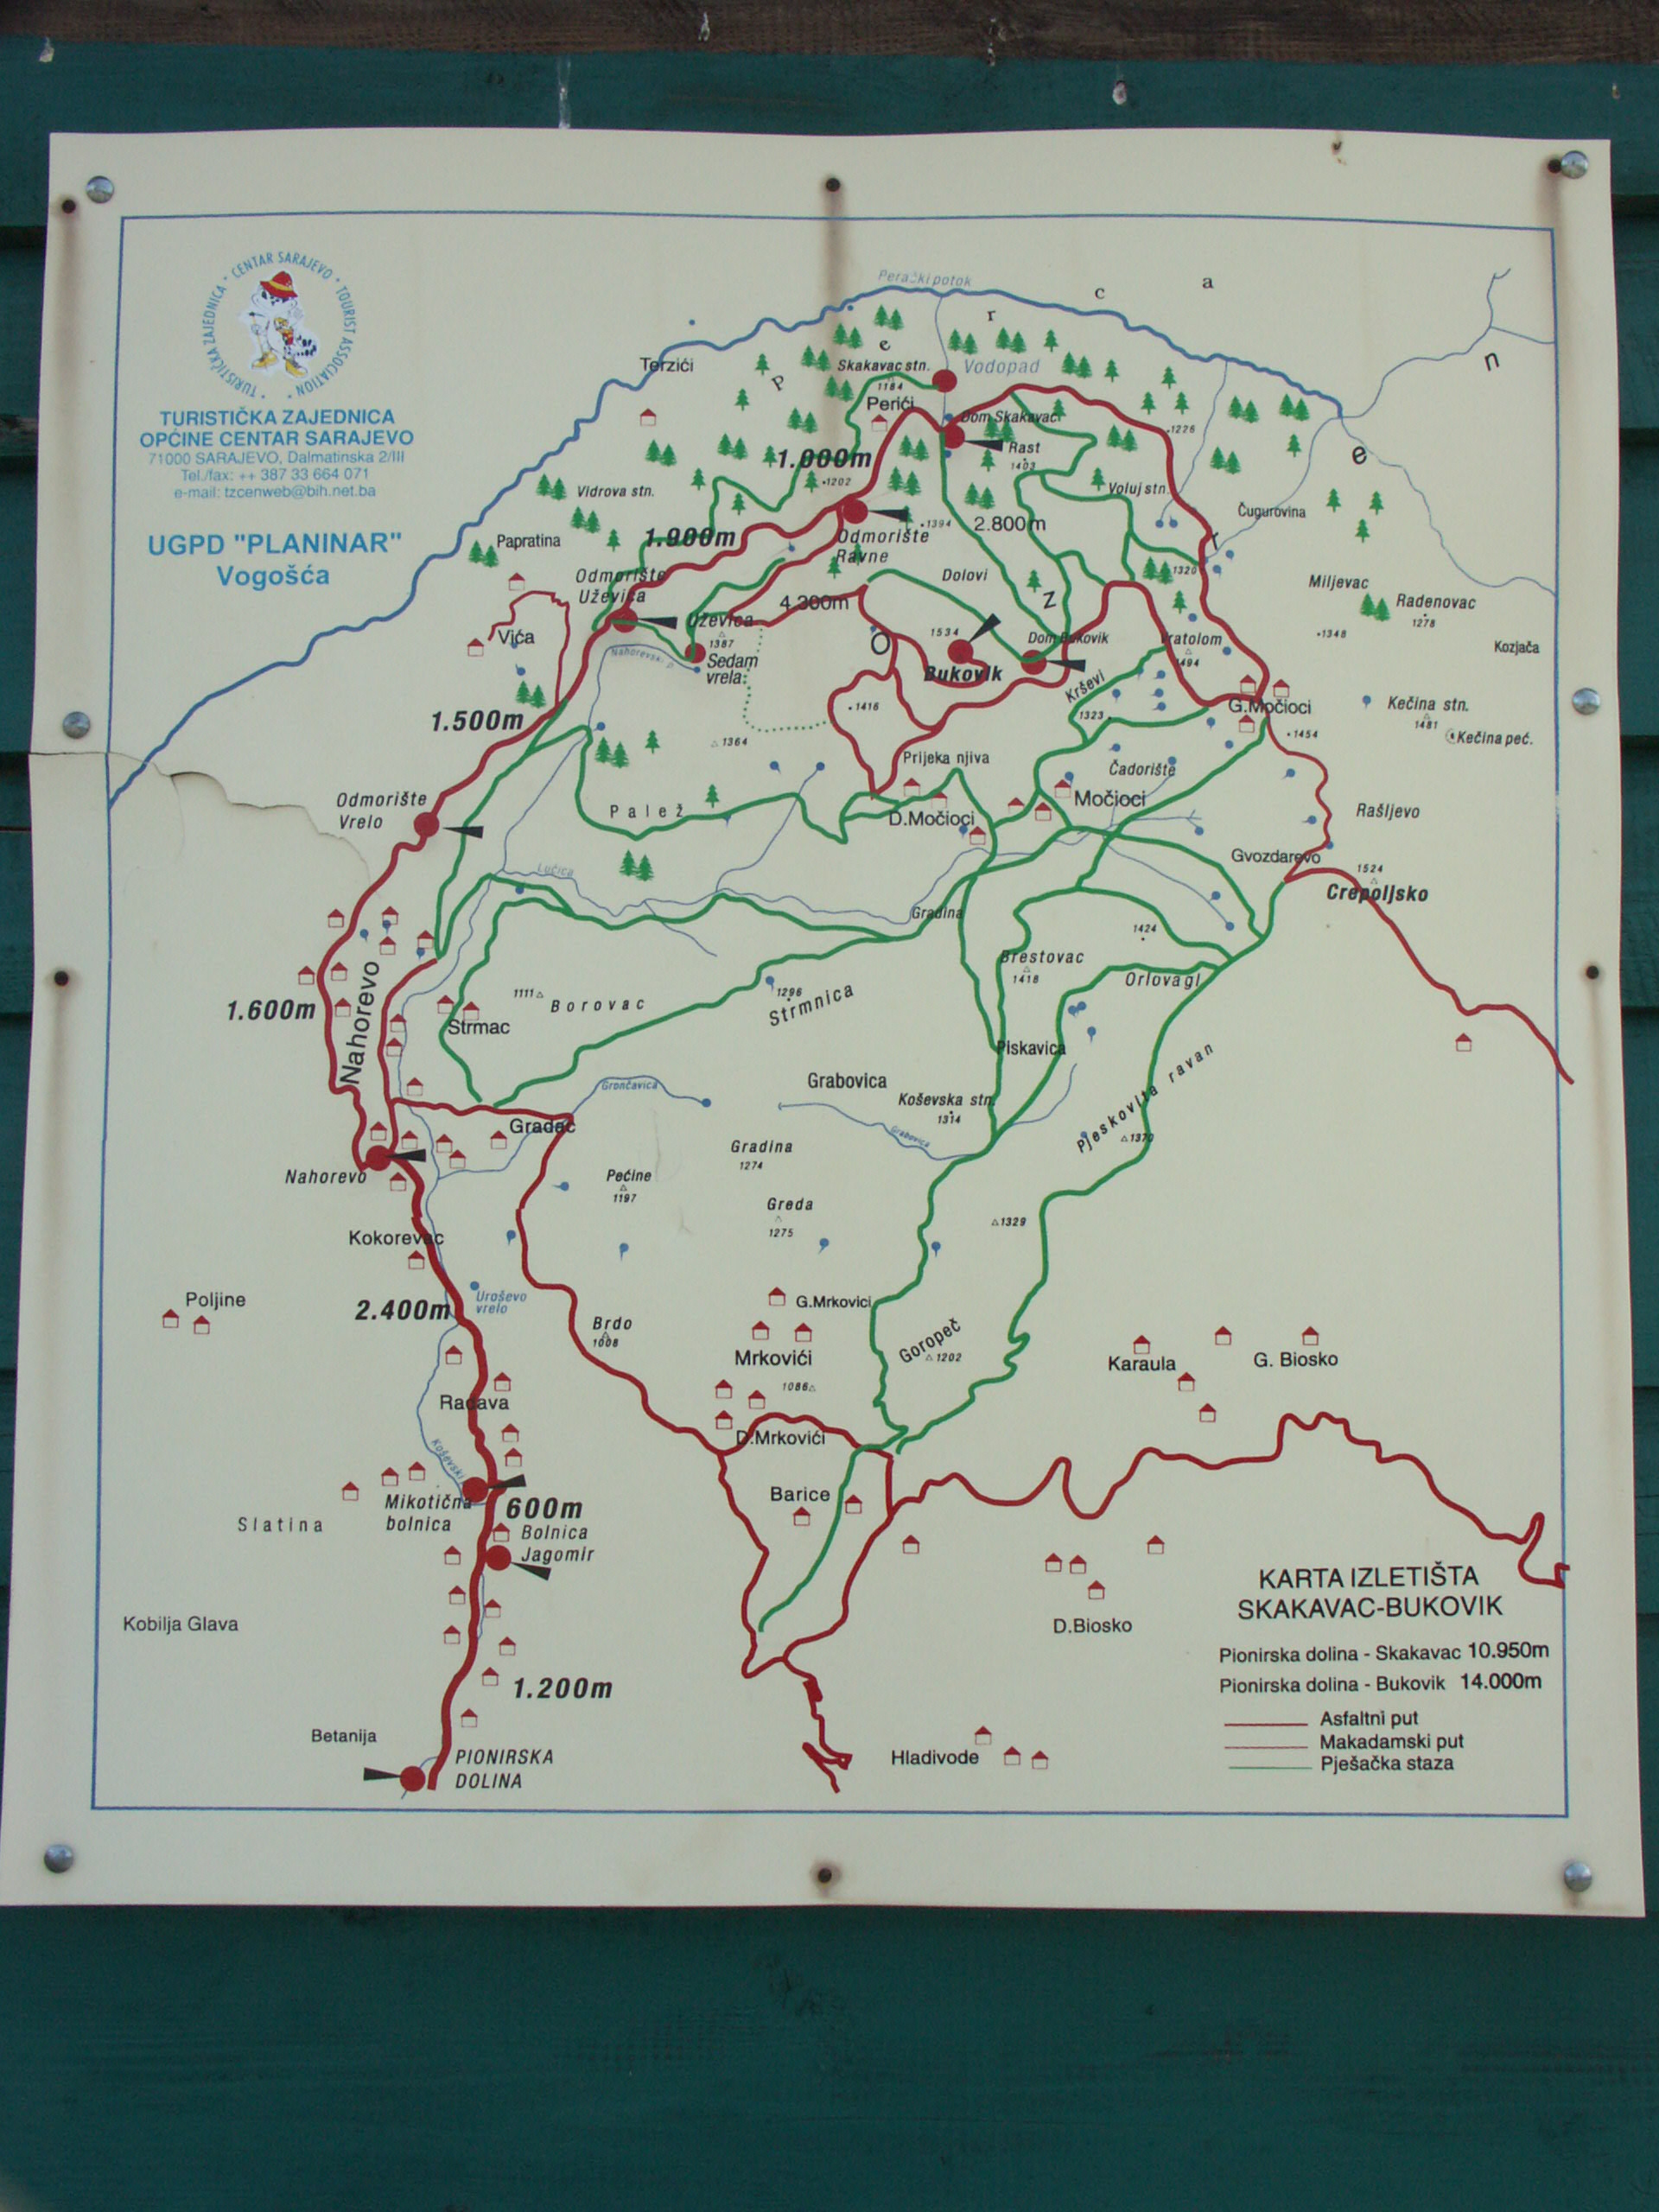 TURISTIČKA ZAJEDNICA * CENTAR SARAJEVO * TOURIST ASSOCIATION *
TURISTIČKA ZAJEDNICA
OPĆINE CENTAR SARAJEVO
71000 SARAJEVO, Dalmatinska 2/III
Tel./fax: ++ 387 33 664 071
e-mail: tzcenweb@bih.net.ba
UGPD "PLANINAR"
Vogošća
Perački potok
P e r a c
O z r e n
Terzići
Skakavac stn.
1184
Vodopad
Perići
Dom Skakavac
1226
Rast
1403
1.000m
1202
Vidrova stn.
Voluj stn.
Čugurovina
1.900m
1394
2.800m
Papratina
Odmorište
Ravne
Odmorište
Uževica
Dolovi
1320
Miljevac
Radenovac
1278
4.300m
Uževica
1387
1534
Dom Bukovik
Vratolom
1494
1348
Kozjača
Vića
Nahorevski p.
Sedam
vrela
Bukovik
Krševi
1323
1.500m
1416
G.Močioci
1454
Kečina stn.
1481
Kečina peć.
1364
Prijeka njiva
Čadorište
Odmorište
Vrelo
Palež
D.Močioci
Močioci
Rašljevo
Gvozdarevo
1524
Crepoljsko
Lučica
Gradina
1424
Brestovac
1418
Orlova gl
1.600m
Nahorevo
1111
Borovac
1296
Strmnica
Strmac
Piskavica
Pjeskovita ravan
1370
Grončavica
Grabovica
Koševska stn.
1314
Grabovica
Gradac
Gradina
1274
Nahorevo
Pećine
1197
Greda
1275
1329
Kokorevac
Poljine
2.400m
Uroševo
vrelo
G.Mrkovici
Brdo
1008
Mrkovići
1086
Goropeč
1202
Karaula
G. Biosko
Radava
D.Mrkovići
Koševski
Mikotična
bolnica
600m
Barice
Slatina
Bolnica
Jagomir
Kobilja Glava
D.Biosko
KARTA IZLETIŠTA
SKAKAVAC-BUKOVIK
Pionirska dolina - Skakavac 10.950m
Pionirska dolina - Bukovik 14.000m
1.200m
Asfaltni put
Makadamski put
Pješačka staza
Betanija
PIONIRSKA
DOLINA
Hladivode